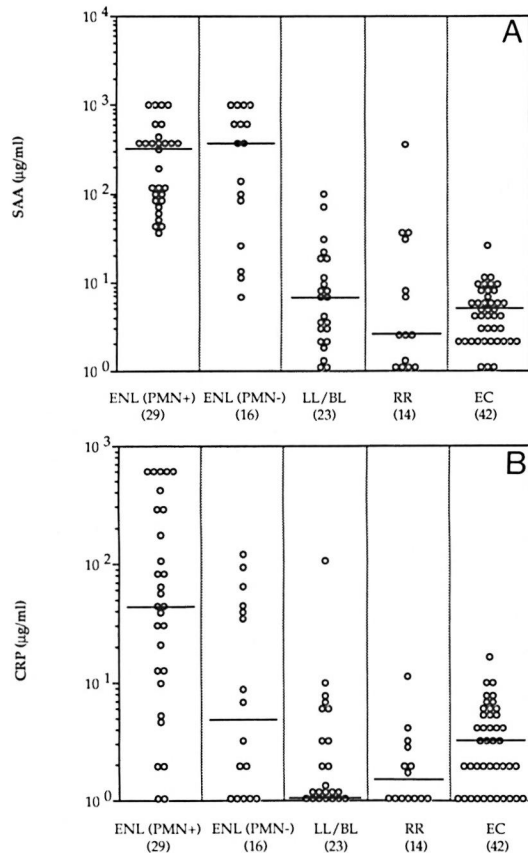 A
10⁴
10³
10²
10¹
10⁰
SAA (µg/ml)
ENL (PMN+) ENL (PMN-) LL/BL RR EC
(29) (16) (23) (14) (42)
B
10³
10²
10¹
10⁰
CRP (µg/ml)
ENL (PMN+) ENL (PMN-) LL/BL RR EC
(29) (16) (23) (14) (42)